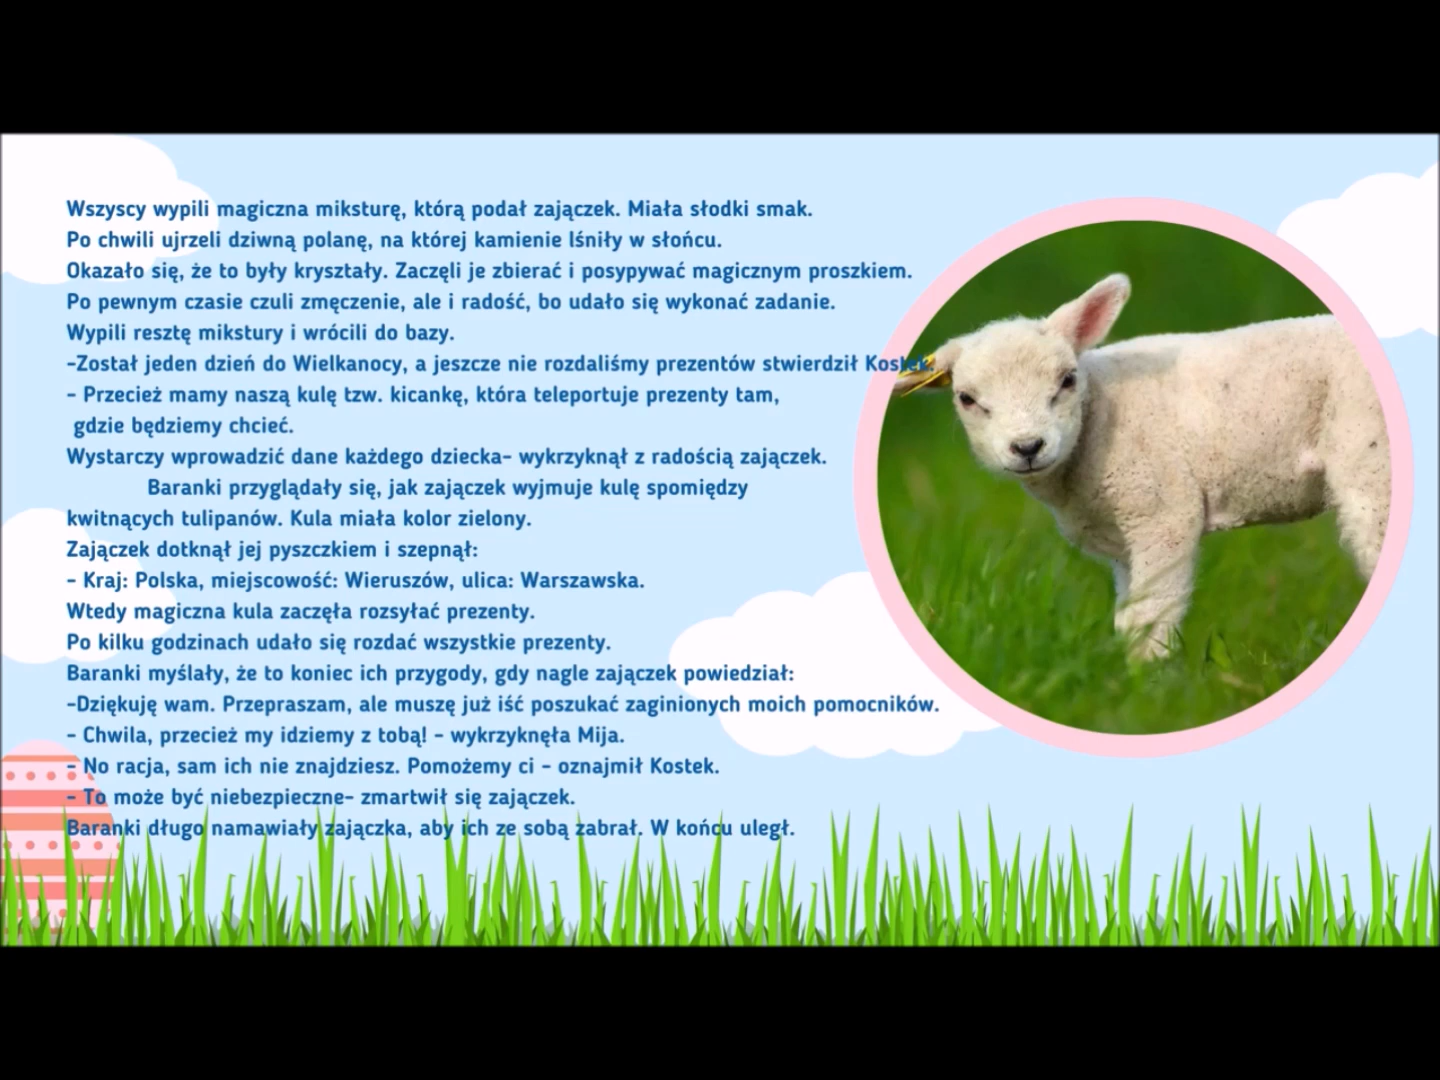 Wszyscy wypili magiczna miksturę, którą podał zajączek. Miała słodki smak.
Po chwili ujrzeli dziwną polanę, na której kamienie lśniły w słońcu.
Okazało się, że to były kryształy. Zaczęli je zbierać i posypywać magicznym proszkiem.
Po pewnym czasie czuli zmęczenie, ale i radość, bo udało się wykonać zadanie.
Wypili resztę mikstury i wrócili do bazy.
-Został jeden dzień do Wielkanocy, a jeszcze nie rozdaliśmy prezentów stwierdził Kostek.
- Przecież mamy naszą kulę tzw. kicankę, która teleportuje prezenty tam,
gdzie będziemy chcieć.
Wystarczy wprowadzić dane każdego dziecka- wykrzyknął z radością zajączek.
Baranki przyglądały się, jak zajączek wyjmuje kulę spomiędzy
kwitnących tulipanów. Kula miała kolor zielony.
Zajączek dotknął jej pyszczkiem i szepnął:
- Kraj: Polska, miejscowość: Wieruszów, ulica: Warszawska.
Wtedy magiczna kula zaczęła rozsyłać prezenty.
Po kilku godzinach udało się rozdać wszystkie prezenty.
Baranki myślały, że to koniec ich przygody, gdy nagle zajączek powiedział:
-Dziękuję wam. Przepraszam, ale muszę już iść poszukać zaginionych moich pomocników.
- Chwila, przecież my idziemy z tobą! - wykrzyknęła Mija.
- No racja, sam ich nie znajdziesz. Pomożemy ci - oznajmił Kostek.
- To może być niebezpieczne- zmartwił się zajączek.
Baranki długo namawiały zajączka, aby ich ze sobą zabrał. W końcu uległ.